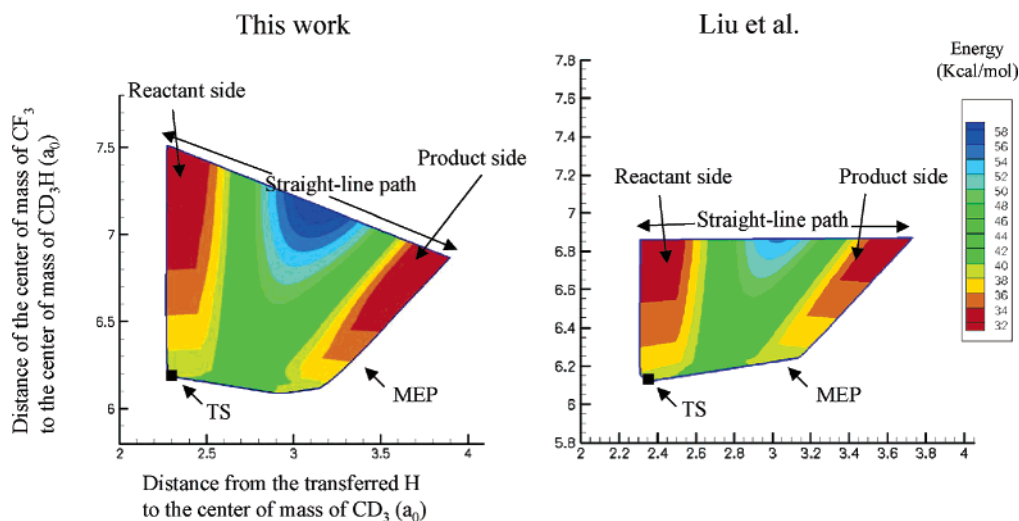 This work
Liu et al.
Energy
(Kcal/mol)
Reactant side
Product side
Straight-line path
MEP
TS
Distance of the center of mass of CF3
to the center of mass of CD3H (a0)
8
7.5
7
6.5
6
2
2.5
3
3.5
4
Distance from the transferred H
to the center of mass of CD3 (a0)
Reactant side
Product side
Straight-line path
MEP
TS
7.8
7.6
7.4
7.2
7
6.8
6.6
6.4
6.2
6
5.8
2
2.2
2.4
2.6
2.8
3
3.2
3.4
3.6
3.8
4
58
56
54
52
50
48
46
44
42
40
38
36
34
32